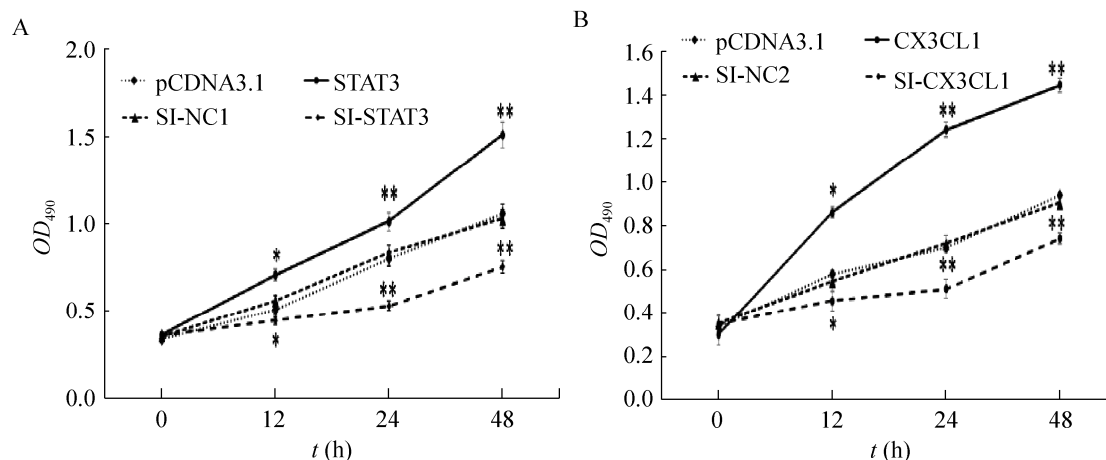 A
2.0
pCDNA3.1 STAT3
SI-NC1 SI-STAT3
**
1.5
**
1.0
*
**
**
0.5
*
0.0
0 12 24 48
t (h)
OD490
B
1.6
pCDNA3.1 CX3CL1
SI-NC2 SI-CX3CL1
**
1.4
**
1.2
1.0
*
0.8
**
0.6
**
0.4
*
0.2
0.0
0 12 24 48
t (h)
OD490